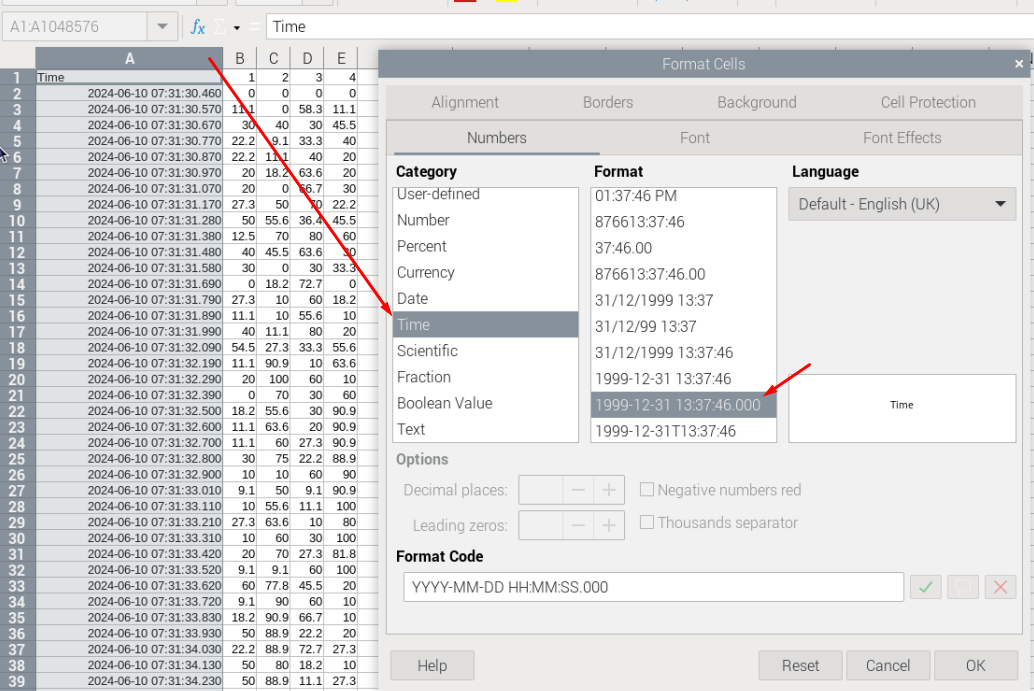 A1:A1048576 fx Σ = Time
A B C D E
1 Time 1 2 3 4
2 2024-06-10 07:31:30.460 0 0 0 0
3 2024-06-10 07:31:30.570 11.1 0 58.3 11.1
4 2024-06-10 07:31:30.670 30 40 30 45.5
5 2024-06-10 07:31:30.770 22.2 9.1 33.3 40
6 2024-06-10 07:31:30.870 22.2 11.1 40 20
7 2024-06-10 07:31:30.970 20 18.2 63.6 20
8 2024-06-10 07:31:31.070 20 0 66.7 30
9 2024-06-10 07:31:31.170 27.3 50 70 22.2
10 2024-06-10 07:31:31.280 50 55.6 36.4 45.5
11 2024-06-10 07:31:31.380 12.5 70 80 60
12 2024-06-10 07:31:31.480 40 45.5 63.6 30
13 2024-06-10 07:31:31.580 30 0 30 33.3
14 2024-06-10 07:31:31.690 0 18.2 72.7 0
15 2024-06-10 07:31:31.790 27.3 10 60 18.2
16 2024-06-10 07:31:31.890 11.1 10 55.6 10
17 2024-06-10 07:31:31.990 40 11.1 80 20
18 2024-06-10 07:31:32.090 54.5 27.3 33.3 55.6
19 2024-06-10 07:31:32.190 11.1 90.9 10 63.6
20 2024-06-10 07:31:32.290 20 100 60 10
21 2024-06-10 07:31:32.390 0 70 30 60
22 2024-06-10 07:31:32.500 18.2 55.6 30 90.9
23 2024-06-10 07:31:32.600 11.1 63.6 20 90.9
24 2024-06-10 07:31:32.700 11.1 60 27.3 90.9
25 2024-06-10 07:31:32.800 30 75 22.2 88.9
26 2024-06-10 07:31:32.900 10 10 60 90
27 2024-06-10 07:31:33.010 9.1 50 9.1 90.9
28 2024-06-10 07:31:33.110 10 55.6 11.1 100
29 2024-06-10 07:31:33.210 27.3 63.6 10 80
30 2024-06-10 07:31:33.310 10 60 30 100
31 2024-06-10 07:31:33.420 20 70 27.3 81.8
32 2024-06-10 07:31:33.520 9.1 9.1 60 100
33 2024-06-10 07:31:33.620 60 77.8 45.5 20
34 2024-06-10 07:31:33.720 9.1 90 60 10
35 2024-06-10 07:31:33.830 18.2 90.9 66.7 10
36 2024-06-10 07:31:33.930 50 88.9 22.2 20
37 2024-06-10 07:31:34.030 22.2 88.9 72.7 27.3
38 2024-06-10 07:31:34.130 50 80 18.2 10
39 2024-06-10 07:31:34.230 50 88.9 11.1 27.3
Format Cells
Alignment Borders Background Cell Protection
Numbers Font Font Effects
Category
User-defined
Number
Percent
Currency
Date
Time
Scientific
Fraction
Boolean Value
Text
Format
01:37:46 PM
876613:37:46
37:46.00
876613:37:46.00
31/12/1999 13:37
31/12/99 13:37
31/12/1999 13:37:46
1999-12-31 13:37:46
1999-12-31 13:37:46.000
1999-12-31T13:37:46
Language
Default - English (UK)
Time
Options
Decimal places: − + Negative numbers red
Leading zeros: − + Thousands separator
Format Code
YYYY-MM-DD HH:MM:SS.000
Help Reset Cancel OK